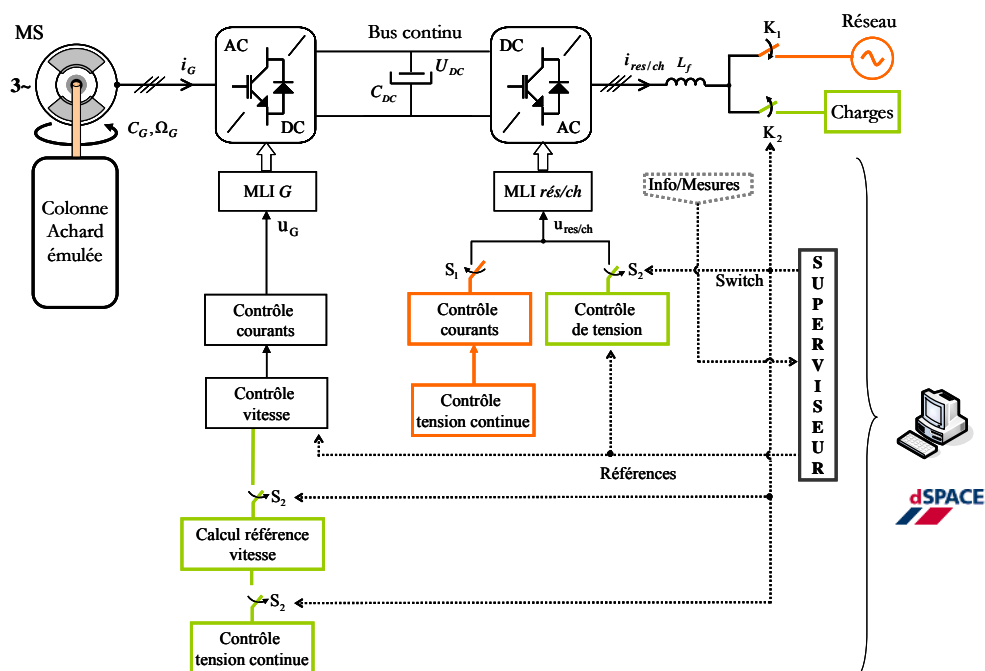 MS
3~
i_G
C_G, Ω_G
Colonne
Achard
émulée
AC
DC
Bus continu
U_DC
C_DC
DC
AC
i_res/ch
L_f
K_1
Réseau
Charges
K_2
MLI G
u_G
MLI rés/ch
u_res/ch
Info/Mesures
S_1
S_2
Switch
Contrôle
courants
Contrôle
courants
Contrôle
de tension
Contrôle
vitesse
Contrôle
tension continue
SUPERVISEUR
Références
S_2
Calcul référence
vitesse
S_2
Contrôle
tension continue
dSPACE